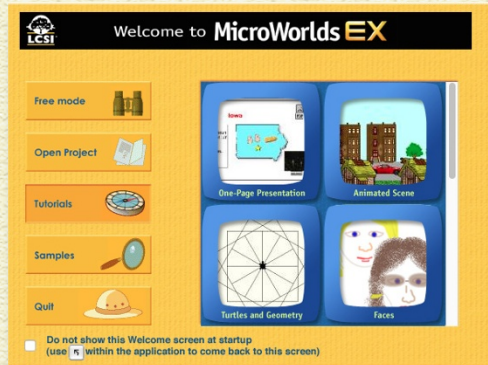 LCSI
Welcome to MicroWorlds EX
Free mode
Open Project
Tutorials
Samples
Quit
Iowa
One-Page Presentation
Animated Scene
Turtles and Geometry
Faces
Do not show this Welcome screen at startup
(use within the application to come back to this screen)